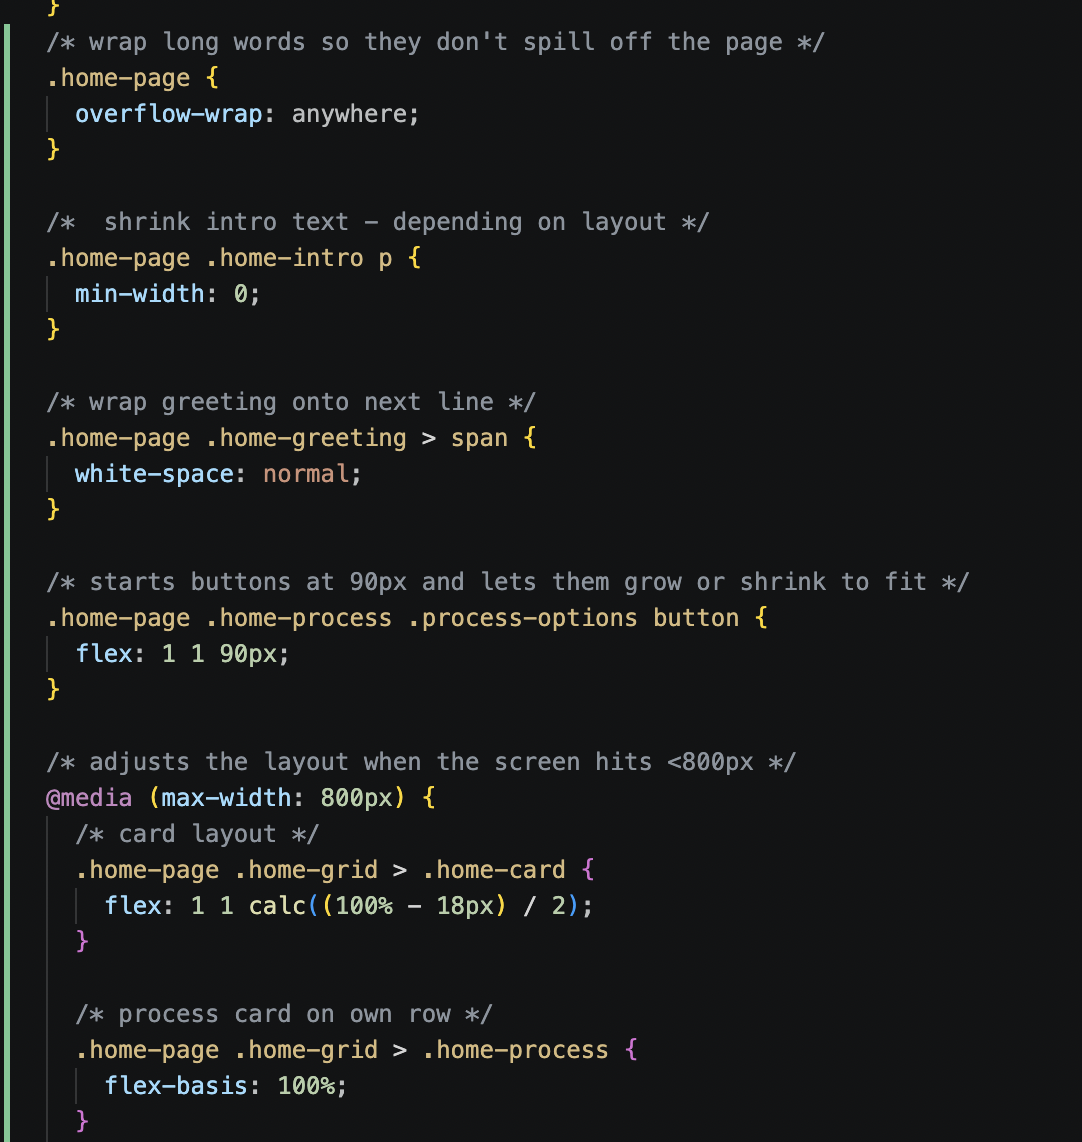 }
/* wrap long words so they don't spill off the page */
.home-page {
  overflow-wrap: anywhere;
}

/*  shrink intro text - depending on layout */
.home-page .home-intro p {
  min-width: 0;
}

/* wrap greeting onto next line */
.home-page .home-greeting > span {
  white-space: normal;
}

/* starts buttons at 90px and lets them grow or shrink to fit */
.home-page .home-process .process-options button {
  flex: 1 1 90px;
}

/* adjusts the layout when the screen hits <800px */
@media (max-width: 800px) {
  /* card layout */
  .home-page .home-grid > .home-card {
    flex: 1 1 calc((100% - 18px) / 2);
  }

  /* process card on own row */
  .home-page .home-grid > .home-process {
    flex-basis: 100%;
  }